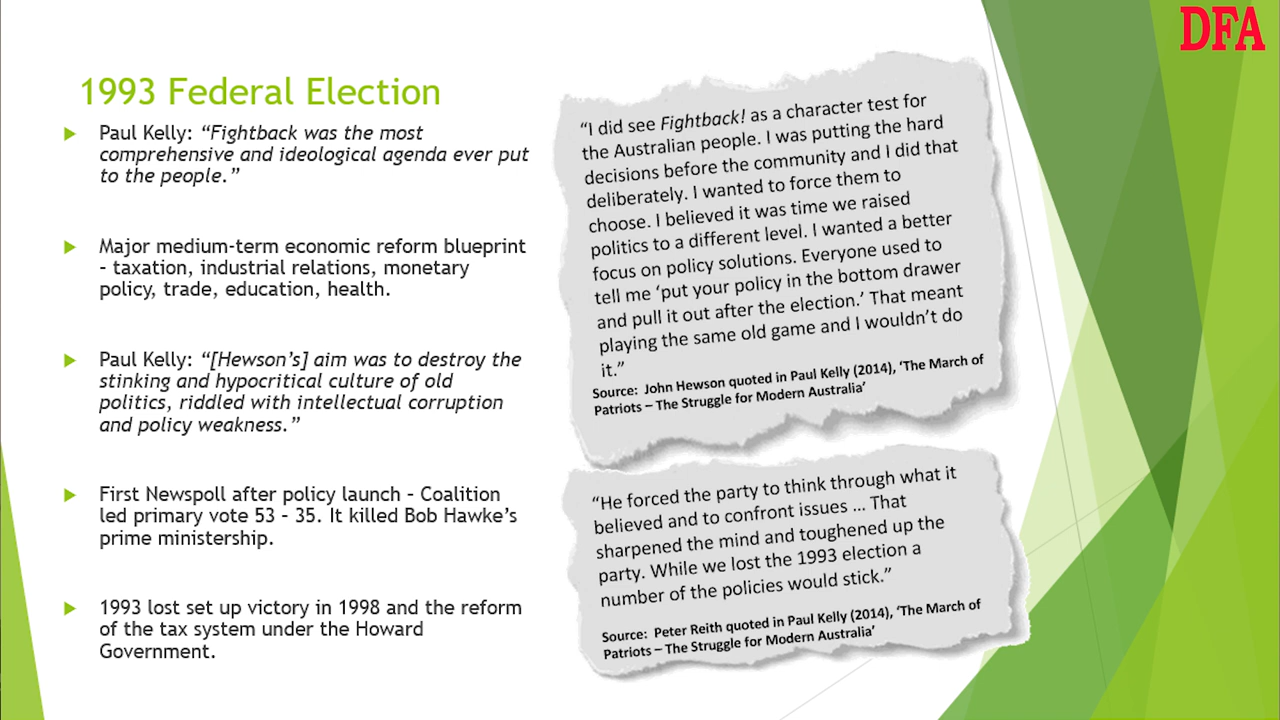 DFA
1993 Federal Election
Paul Kelly: “Fightback was the most
comprehensive and ideological agenda ever put
to the people.”
Major medium-term economic reform blueprint
– taxation, industrial relations, monetary
policy, trade, education, health.
Paul Kelly: “[Hewson’s] aim was to destroy the
stinking and hypocritical culture of old
politics, riddled with intellectual corruption
and policy weakness.”
First Newspoll after policy launch – Coalition
led primary vote 53 – 35. It killed Bob Hawke’s
prime ministership.
1993 lost set up victory in 1998 and the reform
of the tax system under the Howard
Government.
“I did see Fightback! as a character test for
the Australian people. I was putting the hard
decisions before the community and I did that
deliberately. I wanted to force them to
choose. I believed it was time we raised
politics to a different level. I wanted a better
focus on policy solutions. Everyone used to
tell me ‘put your policy in the bottom drawer
and pull it out after the election.’ That meant
playing the same old game and I wouldn’t do
it.”
Source: John Hewson quoted in Paul Kelly (2014), ‘The March of
Patriots – The Struggle for Modern Australia’
“He forced the party to think through what it
believed and to confront issues ... That
sharpened the mind and toughened up the
party. While we lost the 1993 election a
number of the policies would stick.”
Source: Peter Reith quoted in Paul Kelly (2014), ‘The March of
Patriots – The Struggle for Modern Australia’